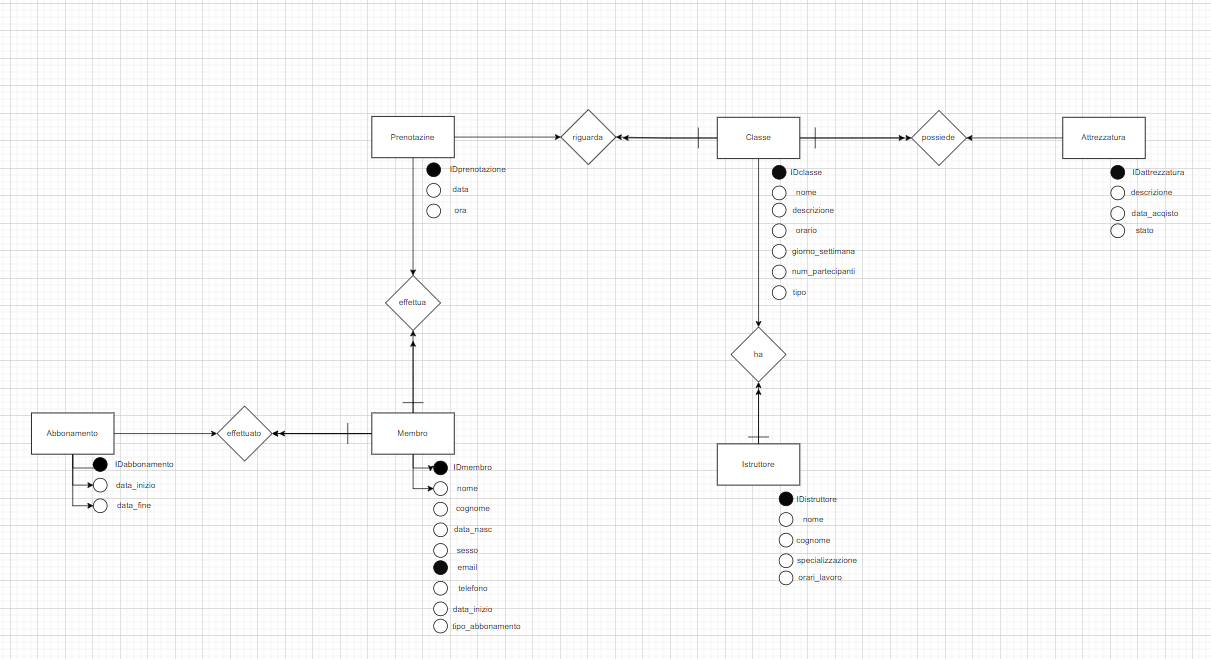 Prenotazine
riguarda
Classe
possiede
Attrezzatura
IDprenotazione
data
ora
IDclasse
nome
descrizione
orario
giorno_settimana
num_partecipanti
tipo
IDattrezzatura
descrizione
data_acqisto
stato
effettua
ha
Abbonamento
effettuato
Membro
IDabbonamento
data_inizio
data_fine
IDmembro
nome
cognome
data_nasc
sesso
email
telefono
data_inizio
tipo_abbonamento
Istruttore
IDistruttore
nome
cognome
specializzazione
orari_lavoro